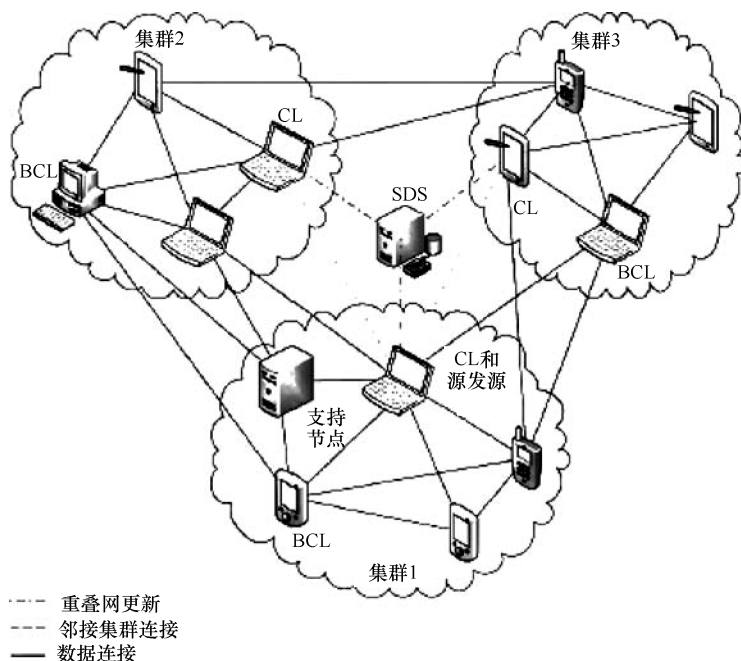 集群2
集群3
CL
BCL
SDS
CL
BCL
CL和
源发源
支持
节点
BCL
集群1
重叠网更新
邻接集群连接
数据连接